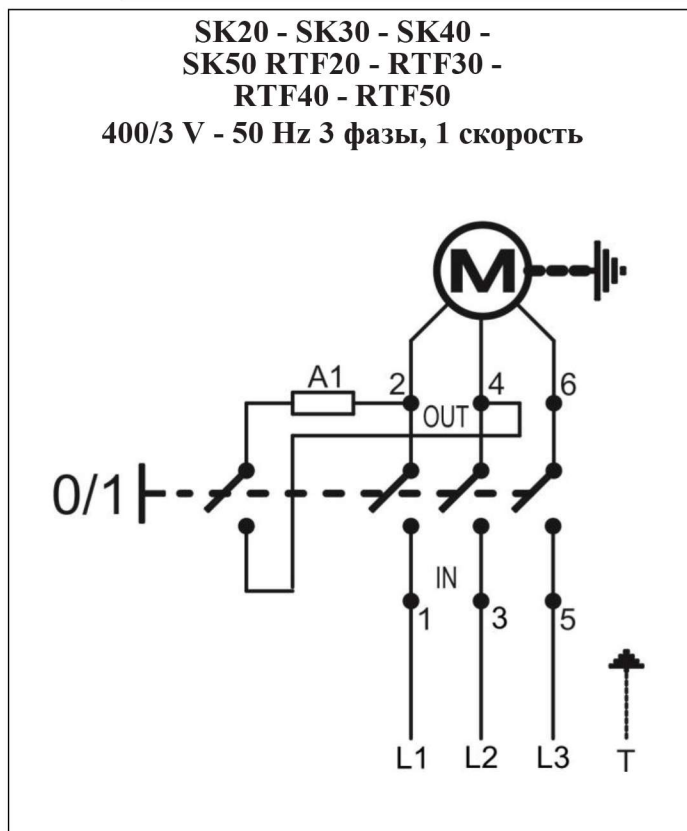 SK20 - SK30 - SK40 -
SK50 RTF20 - RTF30 -
RTF40 - RTF50
400/3 V - 50 Hz 3 фазы, 1 скорость
M
A1
2
4
6
OUT
0/1
IN
1
3
5
L1
L2
L3
T